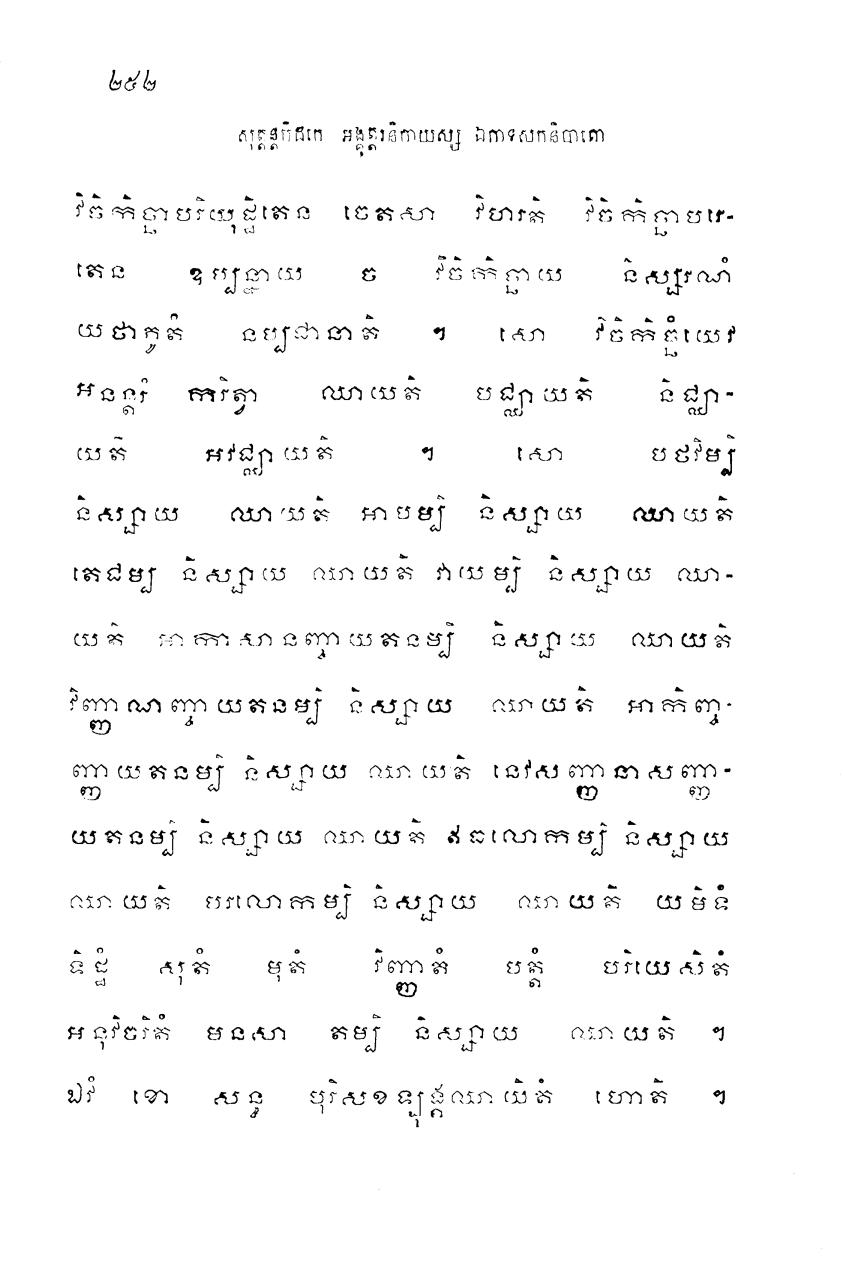 ២៥២
សុត្តន្តបិដកេ អង្គុត្តរនិកាយស្ស ឯកាទសកនិបាតោ
វិចិកិច្ឆាបរិយុដ្ឋិតេន ចេតសា វិហរតិ វិចិកិច្ឆាបរេ-
តេន ឧប្បន្នាយ ច វិចិកិច្ឆាយ និស្សរណំ
យថាភូតំ នប្បជានាតិ ។ សោ វិចិកិច្ឆំយេវ
អនន្តរំ ការិត្វា ឈាយតិ បជ្ឈាយតិ និជ្ឈា-
យតិ អវជ្ឈាយតិ ។ សោ បថវិម្បិ
និស្សាយ ឈាយតិ អាបម្បិ និស្សាយ ឈាយតិ
តេជម្បិ និស្សាយ ឈាយតិ វាយម្បិ និស្សាយ ឈា-
យតិ អាកាសានញ្ចាយតនម្បិ និស្សាយ ឈាយតិ
វិញ្ញាណញ្ចាយតនម្បិ និស្សាយ ឈាយតិ អាកិញ្ច-
ញ្ញាយតនម្បិ និស្សាយ ឈាយតិ នេវសញ្ញានាសញ្ញា-
យតនម្បិ និស្សាយ ឈាយតិ ឥធលោកម្បិ និស្សាយ
ឈាយតិ បរលោកម្បិ និស្សាយ ឈាយតិ យមិទំ
ទិដ្ឋំ សុតំ មុតំ វិញ្ញាតំ បត្តំ បរិយេសិតំ
អនុវិចរិតំ មនសា តម្បិ និស្សាយ ឈាយតិ ។
ឯវំ ខោ សន្ធ បុរិសខឡុង្កឈាយិតំ ហោតិ ។